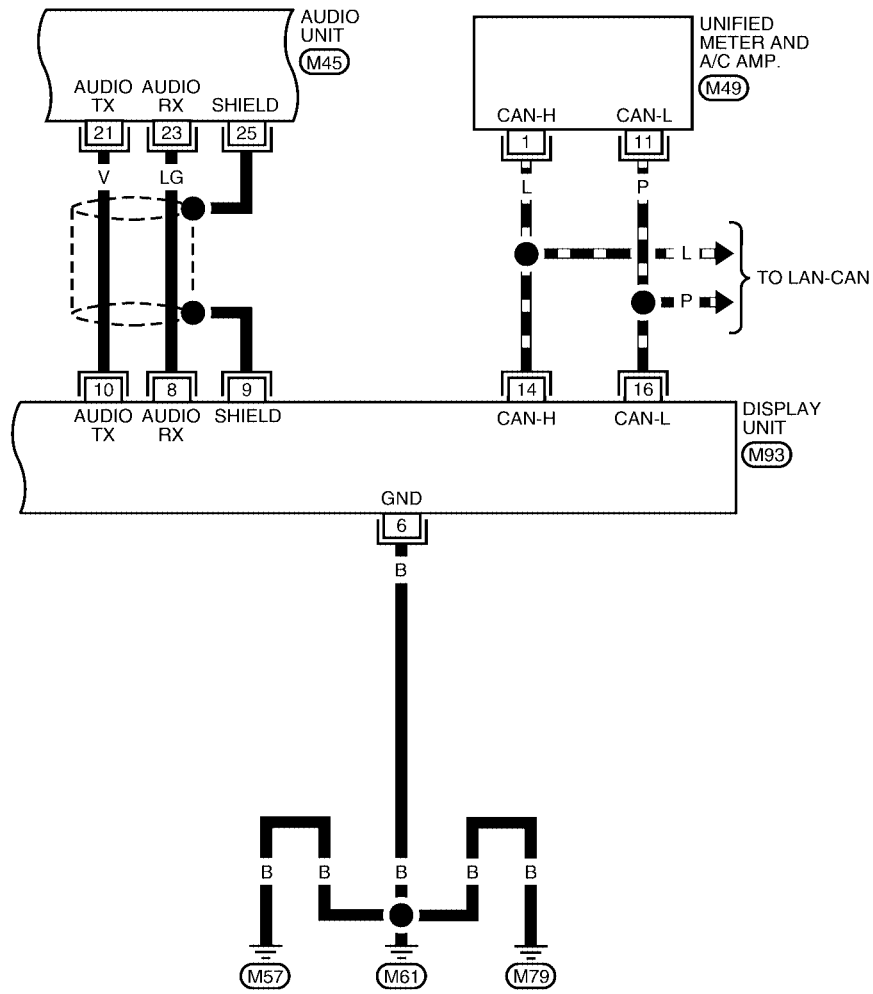 AUDIO
UNIT
M45
AUDIO
TX
AUDIO
RX
SHIELD
21
23
25
V
LG
UNIFIED
METER AND
A/C AMP.
M49
CAN-H
CAN-L
1
11
L
P
L
P
TO LAN-CAN
10
8
9
14
16
AUDIO
TX
AUDIO
RX
SHIELD
CAN-H
CAN-L
DISPLAY
UNIT
M93
GND
6
B
B
B
B
B
B
M57
M61
M79